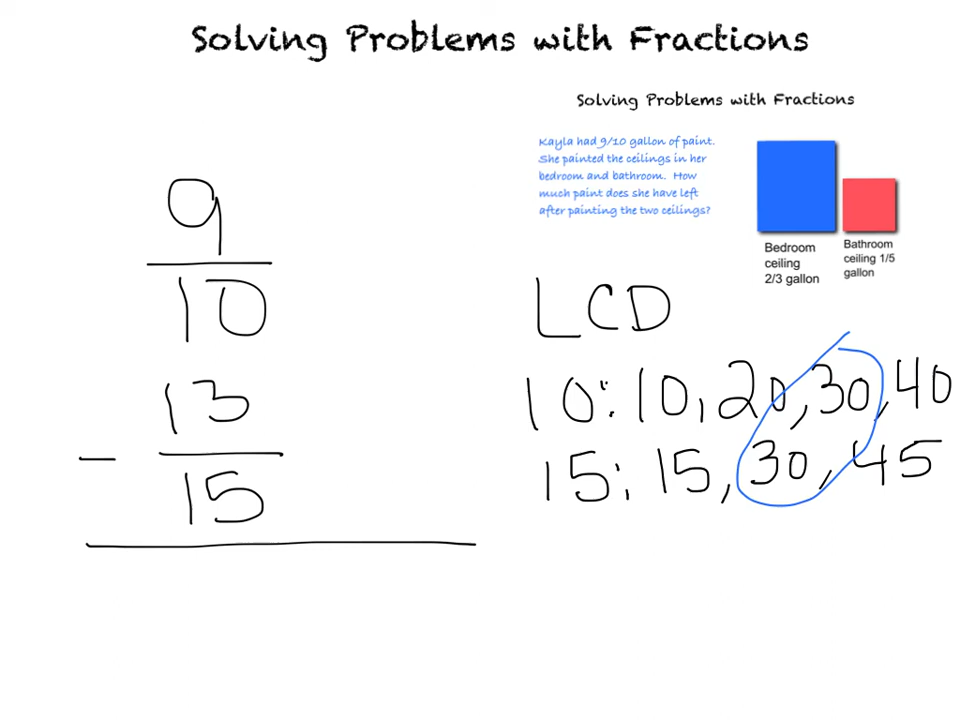 Solving Problems with Fractions
Solving Problems with Fractions
Kayla had 9/10 gallon of paint.
She painted the ceilings in her
bedroom and bathroom. How
much paint does she have left
after painting the two ceilings?
Bedroom
ceiling
2/3 gallon
Bathroom
ceiling 1/5
gallon
9
10
13
-
15
LCD
10: 10, 20, 30, 40
15: 15, 30, 45